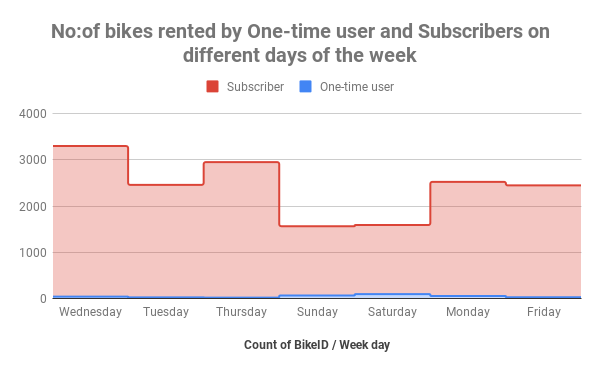 No:of bikes rented by One-time user and Subscribers on
different days of the week
Subscriber One-time user
4000
3000
2000
1000
0
Wednesday Tuesday Thursday Sunday Saturday Monday Friday
Count of BikeID / Week day